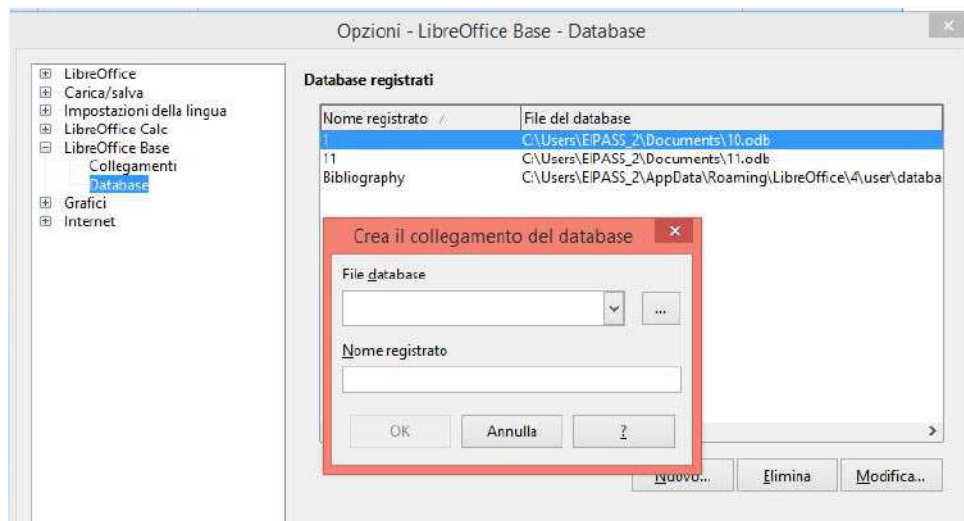 Opzioni - LibreOffice Base - Database
LibreOffice
Carica/salva
Impostazioni della lingua
LibreOffice Calc
LibreOffice Base
Collegamenti
Database
Grafici
Internet
Database registrati
Nome registrato File del database
1 C:\Users\EIPASS_2\Documents\10.odb
11 C:\Users\EIPASS_2\Documents\11.odb
Bibliography C:\Users\EIPASS_2\AppData\Roaming\LibreOffice\4\user\databa
Crea il collegamento del database
File database
...
Nome registrato
OK Annulla ?
Nuovo... Elimina Modifica...